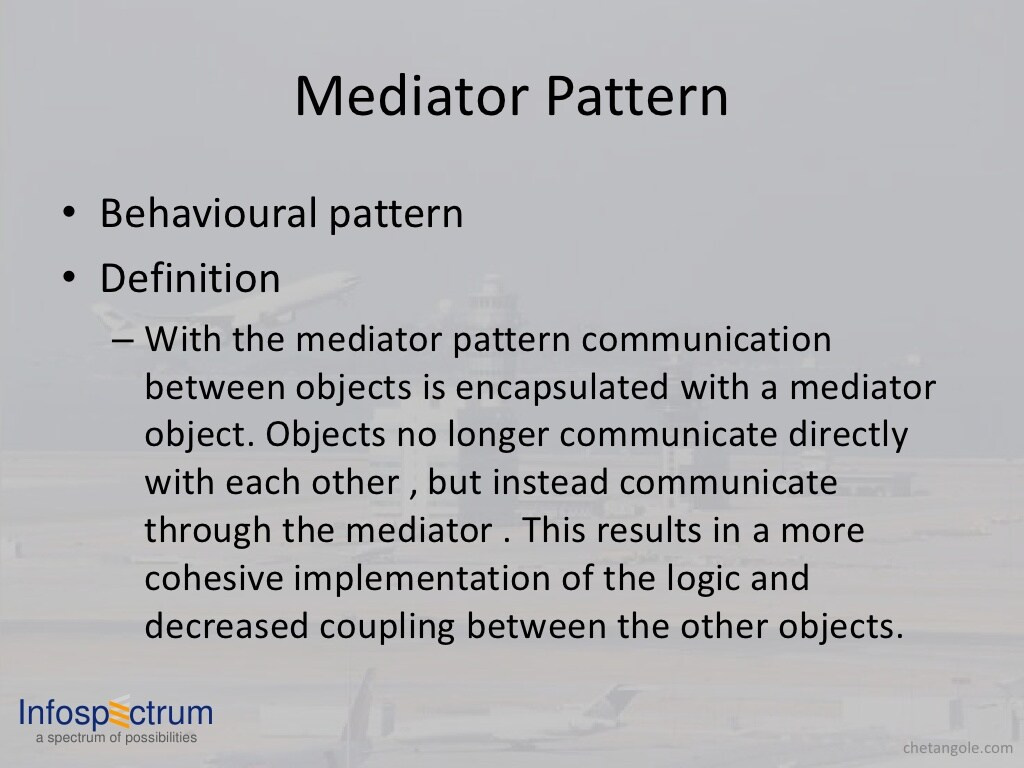 Mediator Pattern
• Behavioural pattern
• Definition
– With the mediator pattern communication
between objects is encapsulated with a mediator
object. Objects no longer communicate directly
with each other , but instead communicate
through the mediator . This results in a more
cohesive implementation of the logic and
decreased coupling between the other objects.
Infospectrum
a spectrum of possibilities
chetangole.com